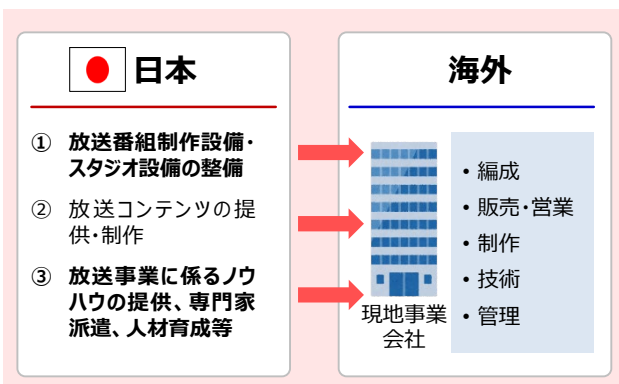 日本
① 放送番組制作設備・
スタジオ設備の整備
② 放送コンテンツの提
供・制作
③ 放送事業に係るノウ
ハウの提供、専門家
派遣、人材育成等
海外
現地事業
会社
・編成
・販売・営業
・制作
・技術
・管理